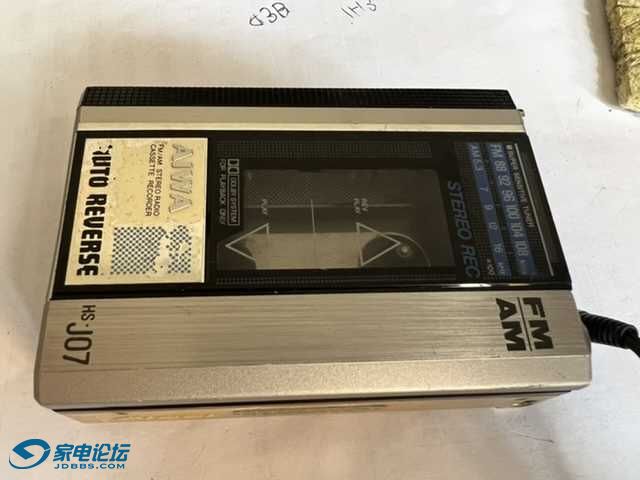 AIWA
FM/AM STEREO RADIO
CASSETTE RECORDER
AUTO REVERSE
HS-J07
DOLBY SYSTEM
FOR PLAYBACK ONLY
PLAY
REV
PLAY
STEREO REC
FM 88 92 96 100 104 108
AM 5.3 7 9 12 16
FM
AM
家电论坛
JDBBS.COM